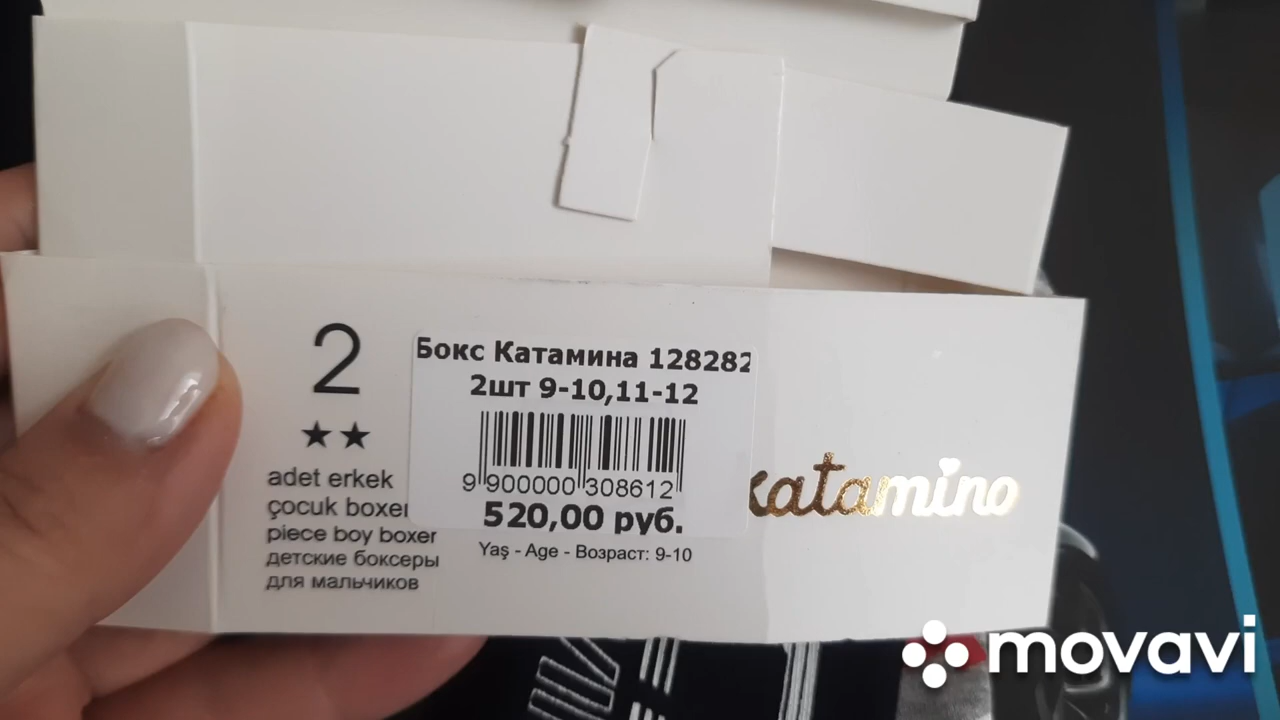 2
★★
adet erkek
çocuk boxer
piece boy boxer
детские боксеры
для мальчиков
Бокс Катамина 128282
2шт 9-10,11-12
9 900000 308612
520,00 руб.
Yaş - Age - Возраст: 9-10
katamino
movavi